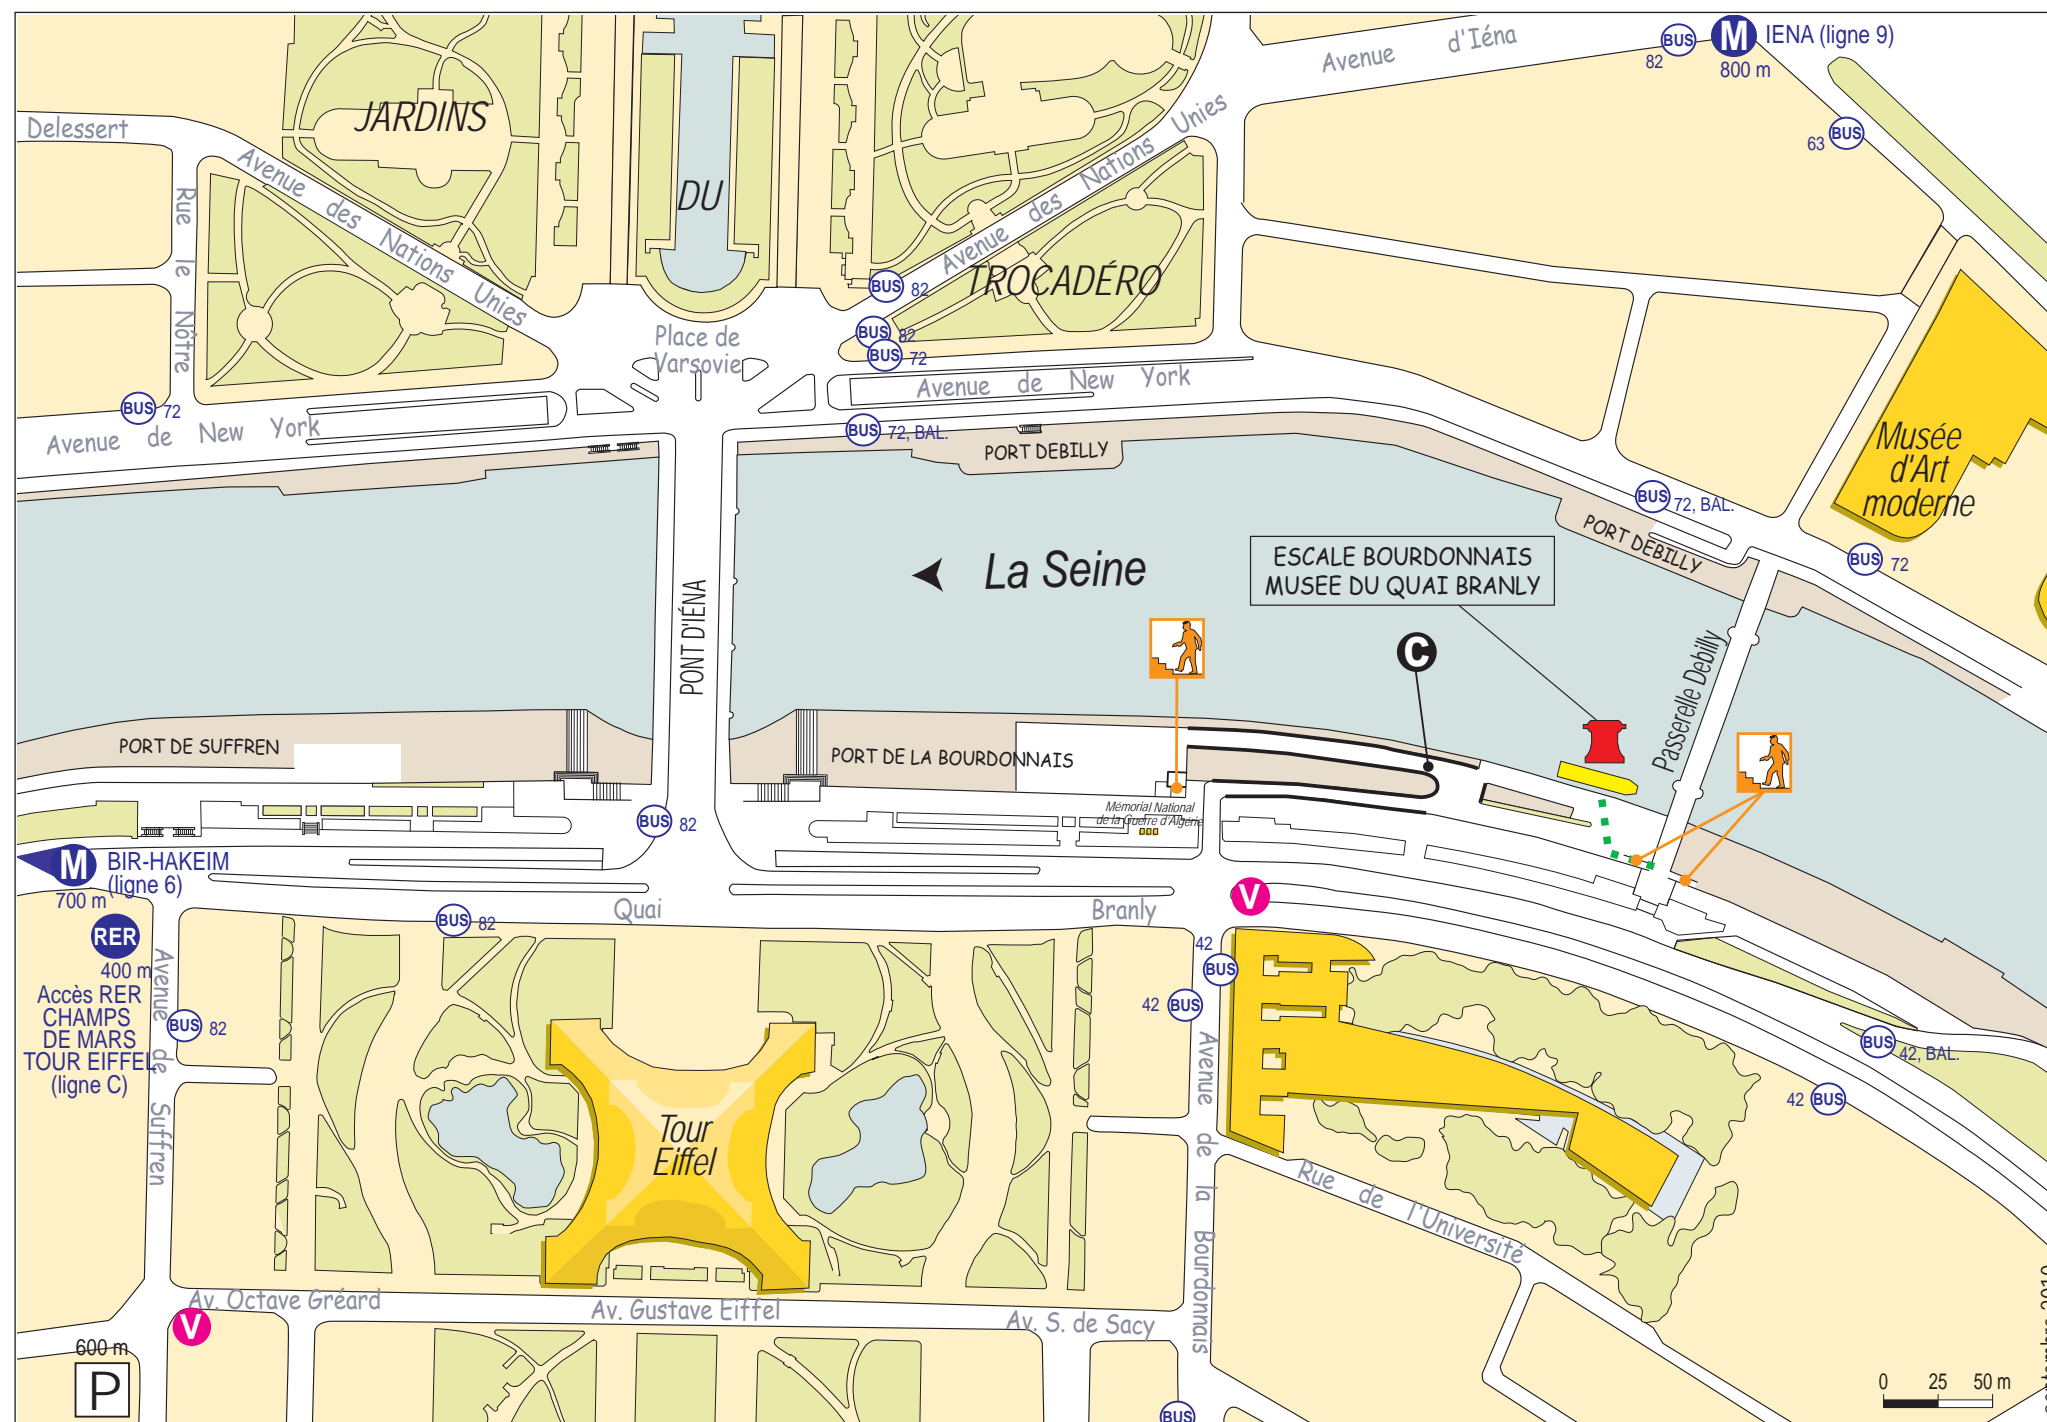 Avenue d'Iéna
BUS
82
M
IENA (ligne 9)
800 m
63
BUS
Delessert
JARDINS
DU
TROCADÉRO
Avenue des Nations Unies
Avenue des Nations Unies
Rue le Nôtre
BUS 82
BUS 82
BUS 72
Place de
Varsovie
Avenue de New York
BUS 72
Avenue de New York
BUS 72, BAL.
PORT DEBILLY
Musée
d'Art
moderne
BUS 72, BAL.
PORT DEBILLY
BUS 72
La Seine
ESCALE BOURDONNAIS
MUSEE DU QUAI BRANLY
PONT D'IÉNA
C
Passerelle Debilly
PORT DE SUFFREN
PORT DE LA BOURDONNAIS
Mémorial National
de la Guerre d'Algérie
BUS 82
M
BIR-HAKEIM
(ligne 6)
700 m
RER
400 m
Accès RER
CHAMPS
DE MARS
TOUR EIFFEL
(ligne C)
Quai Branly
BUS 82
V
42
BUS
42 BUS
BUS 82
Avenue de Suffren
Tour
Eiffel
Avenue de la Bourdonnais
BUS 42, BAL.
42 BUS
Rue de l'Université
Av. Octave Gréard
Av. Gustave Eiffel
Av. S. de Sacy
V
600 m
P
BUS
0 25 50 m
2010